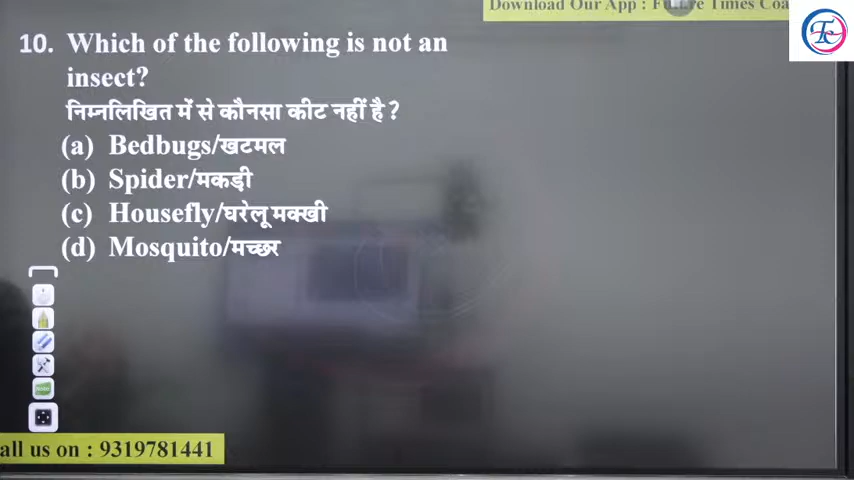 Download Our App : Future Times Coa
10. Which of the following is not an
insect?
निम्नलिखित में से कौनसा कीट नहीं है ?
(a) Bedbugs/खटमल
(b) Spider/मकड़ी
(c) Housefly/घरेलू मक्खी
(d) Mosquito/मच्छर
all us on : 9319781441